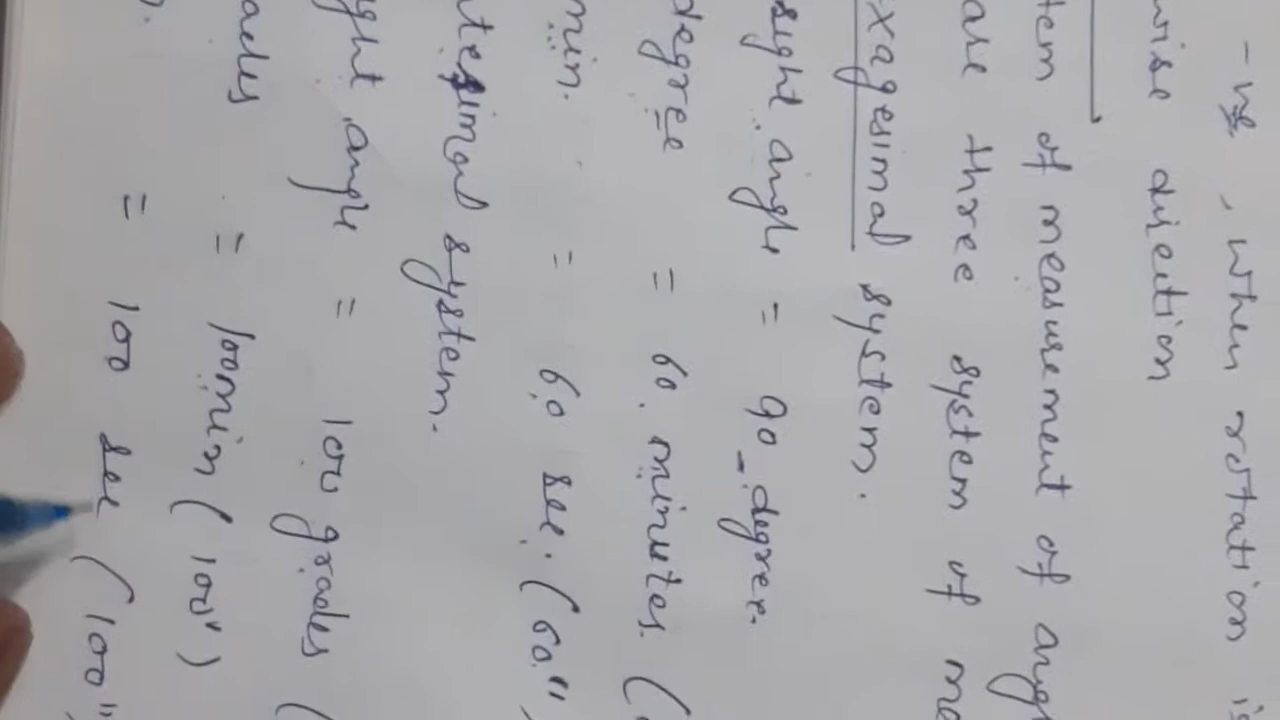 -ve, when rotation is
wise direction
tem of measurement of ang
are three system of me
xagesimal system.
right angle = 90 degree.
degree = 60 minutes. (
min. = 60 sec. (60"
tesimal system.
ght angle = 100 grades (
ades = 100min (100')
= 100 sec (100"